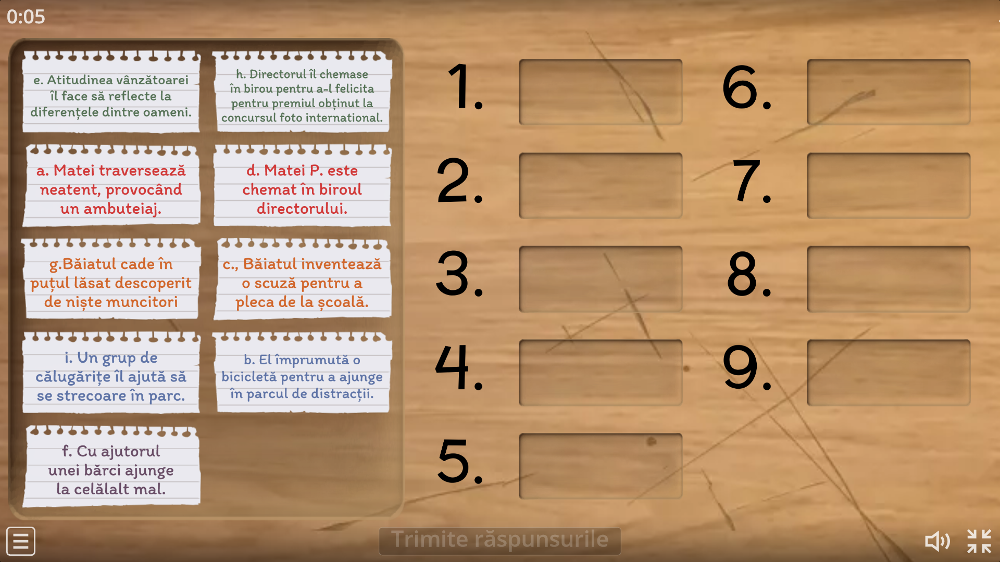 0:05
e. Atitudinea vânzătoarei
îl face să reflecte la
diferențele dintre oameni.
h. Directorul îl chemase
în birou pentru a-l felicita
pentru premiul obținut la
concursul foto international.
a. Matei traversează
neatent, provocând
un ambuteiaj.
d. Matei P. este
chemat în biroul
directorului.
g.Băiatul cade în
puțul lăsat descoperit
de niște muncitori
c., Băiatul inventează
o scuză pentru a
pleca de la școală.
i. Un grup de
călugărițe îl ajută să
se strecoare în parc.
b. El împrumută o
bicicletă pentru a ajunge
în parcul de distracții.
f. Cu ajutorul
unei bărci ajunge
la celălalt mal.
1.
2.
3.
4.
5.
6.
7.
8.
9.
Trimite răspunsurile